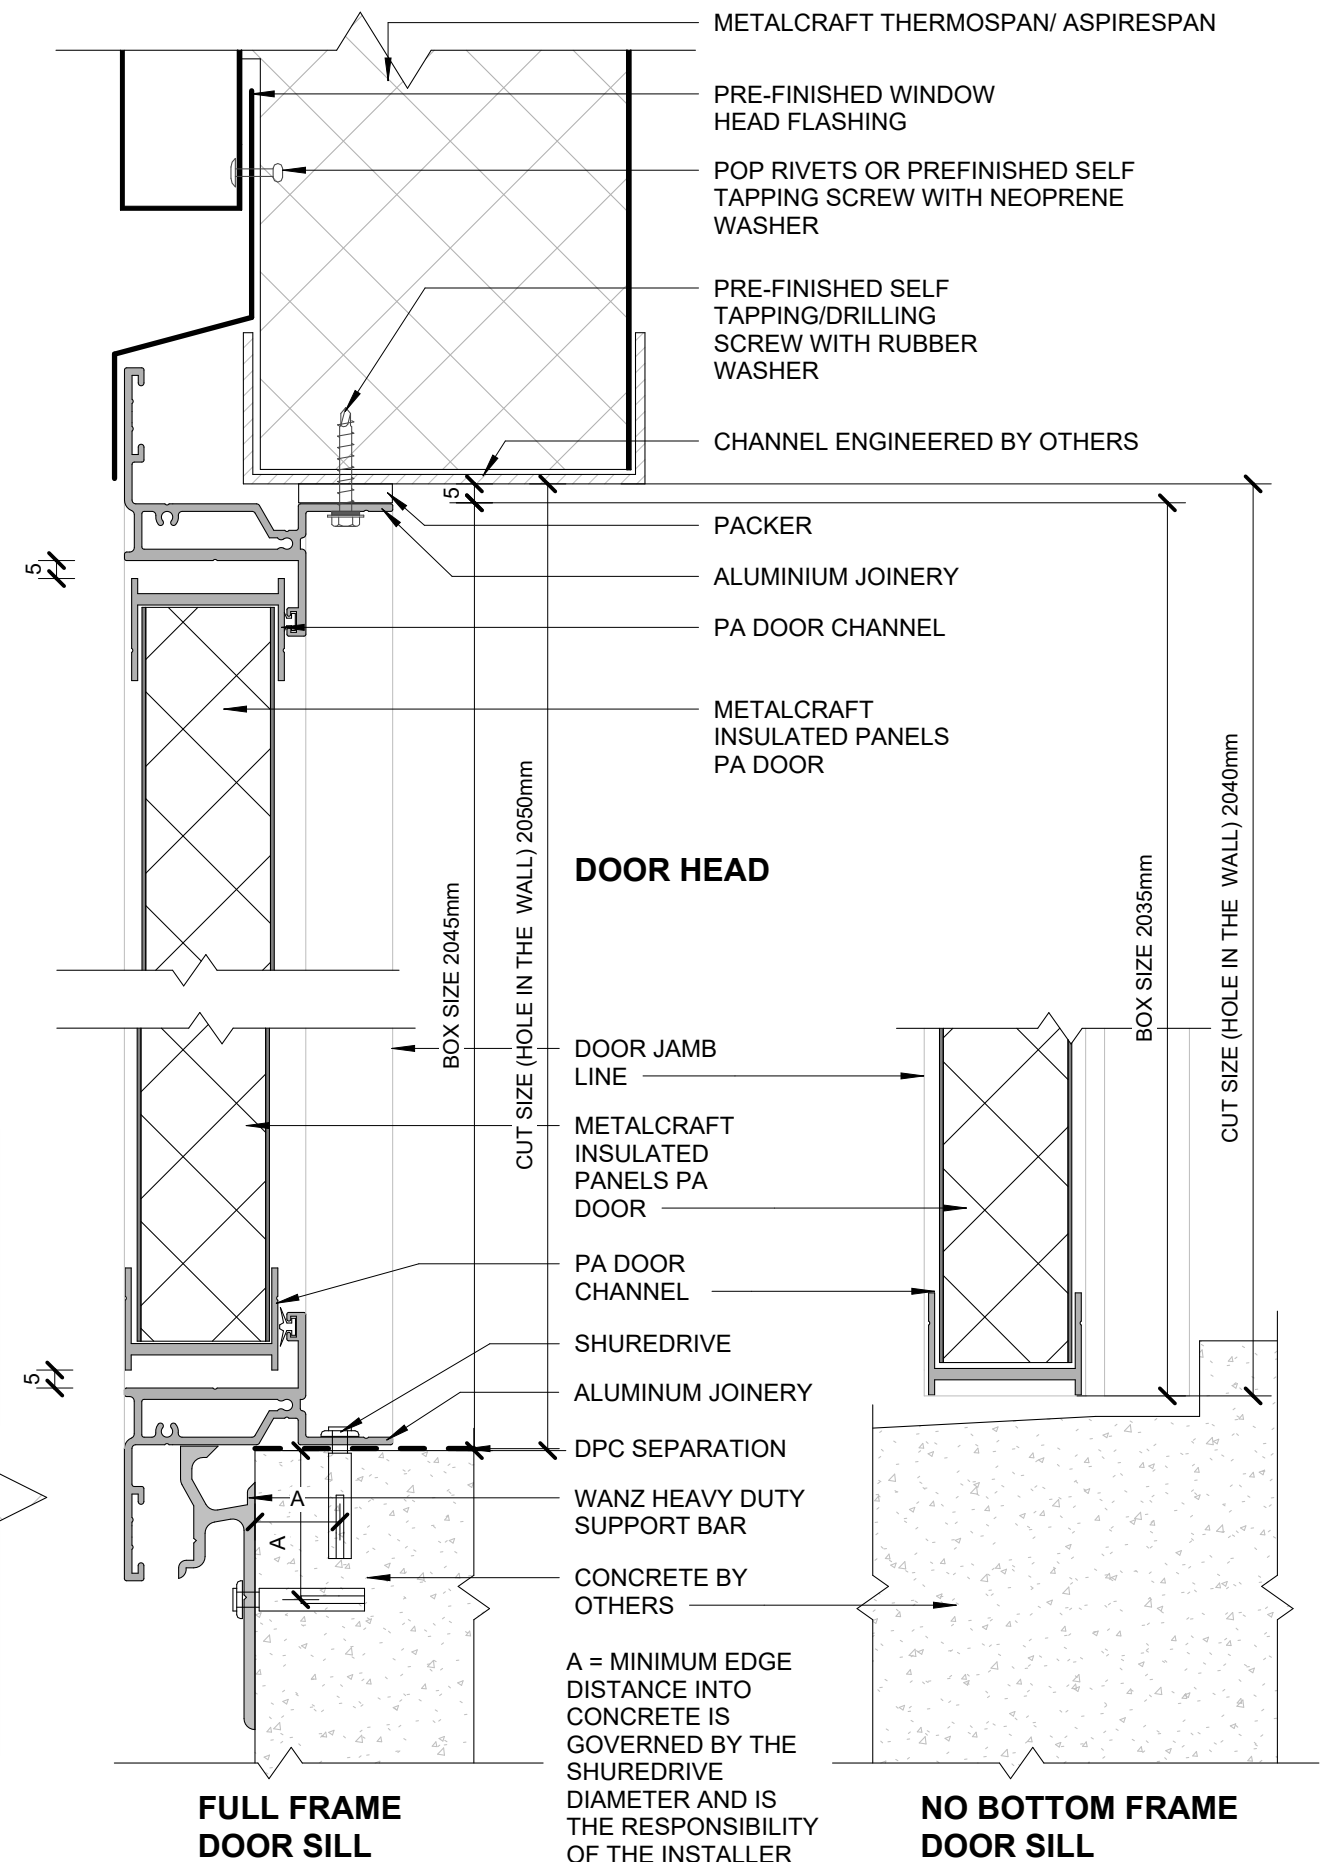 METALCRAFT THERMOSPAN/ ASPIRESPAN
PRE-FINISHED WINDOW
HEAD FLASHING
POP RIVETS OR PREFINISHED SELF
TAPPING SCREW WITH NEOPRENE
WASHER
PRE-FINISHED SELF
TAPPING/DRILLING
SCREW WITH RUBBER
WASHER
CHANNEL ENGINEERED BY OTHERS
5
PACKER
5
ALUMINIUM JOINERY
PA DOOR CHANNEL
METALCRAFT
INSULATED PANELS
PA DOOR
DOOR HEAD
BOX SIZE 2045mm
CUT SIZE (HOLE IN THE WALL) 2050mm
BOX SIZE 2035mm
CUT SIZE (HOLE IN THE WALL) 2040mm
DOOR JAMB
LINE
METALCRAFT
INSULATED
PANELS PA
DOOR
PA DOOR
CHANNEL
SHUREDRIVE
5
ALUMINUM JOINERY
DPC SEPARATION
A
WANZ HEAVY DUTY
SUPPORT BAR
A
CONCRETE BY
OTHERS
A = MINIMUM EDGE
DISTANCE INTO
CONCRETE IS
GOVERNED BY THE
SHUREDRIVE
DIAMETER AND IS
THE RESPONSIBILITY
OF THE INSTALLER
FULL FRAME
DOOR SILL
NO BOTTOM FRAME
DOOR SILL